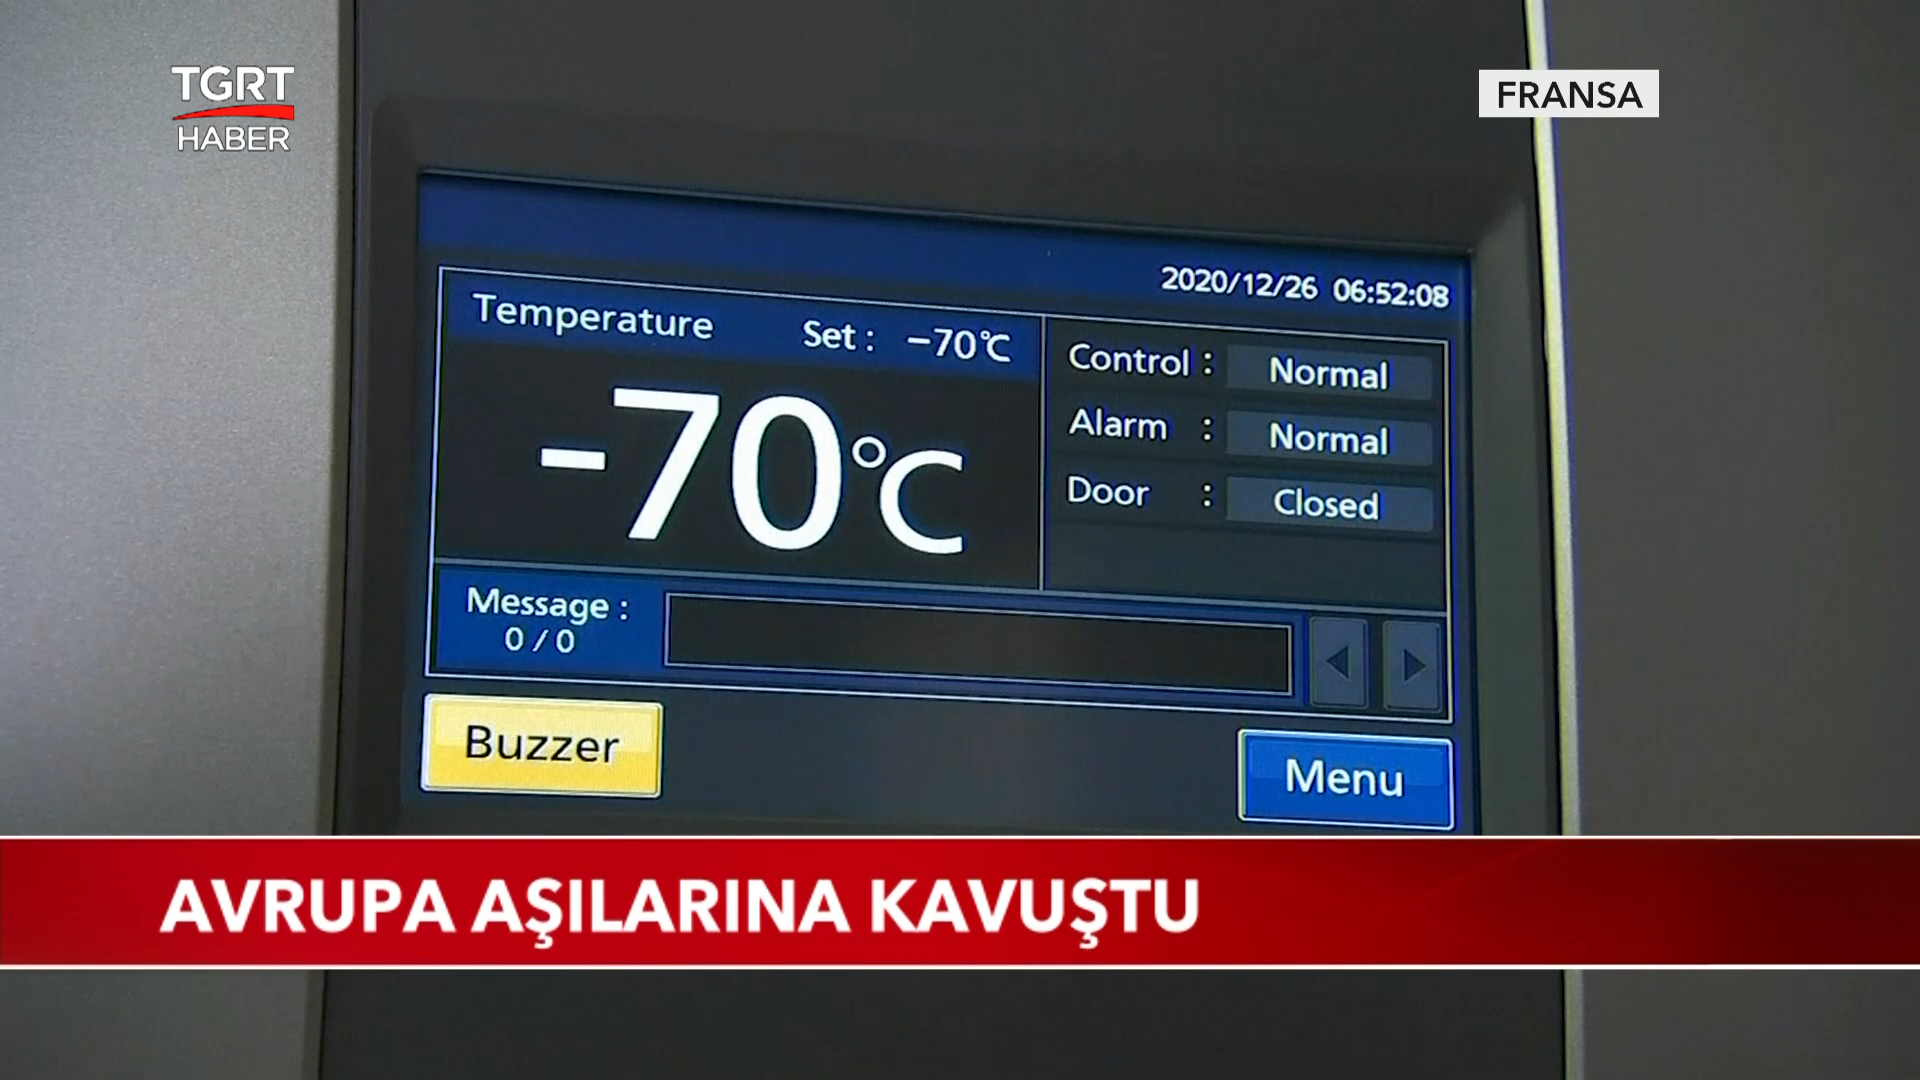 TGRT
HABER
FRANSA
2020/12/26 06:52:08
Temperature Set : -70℃
-70℃
Control : Normal
Alarm : Normal
Door : Closed
Message :
0 / 0
Buzzer
Menu
AVRUPA AŞILARINA KAVUŞTU